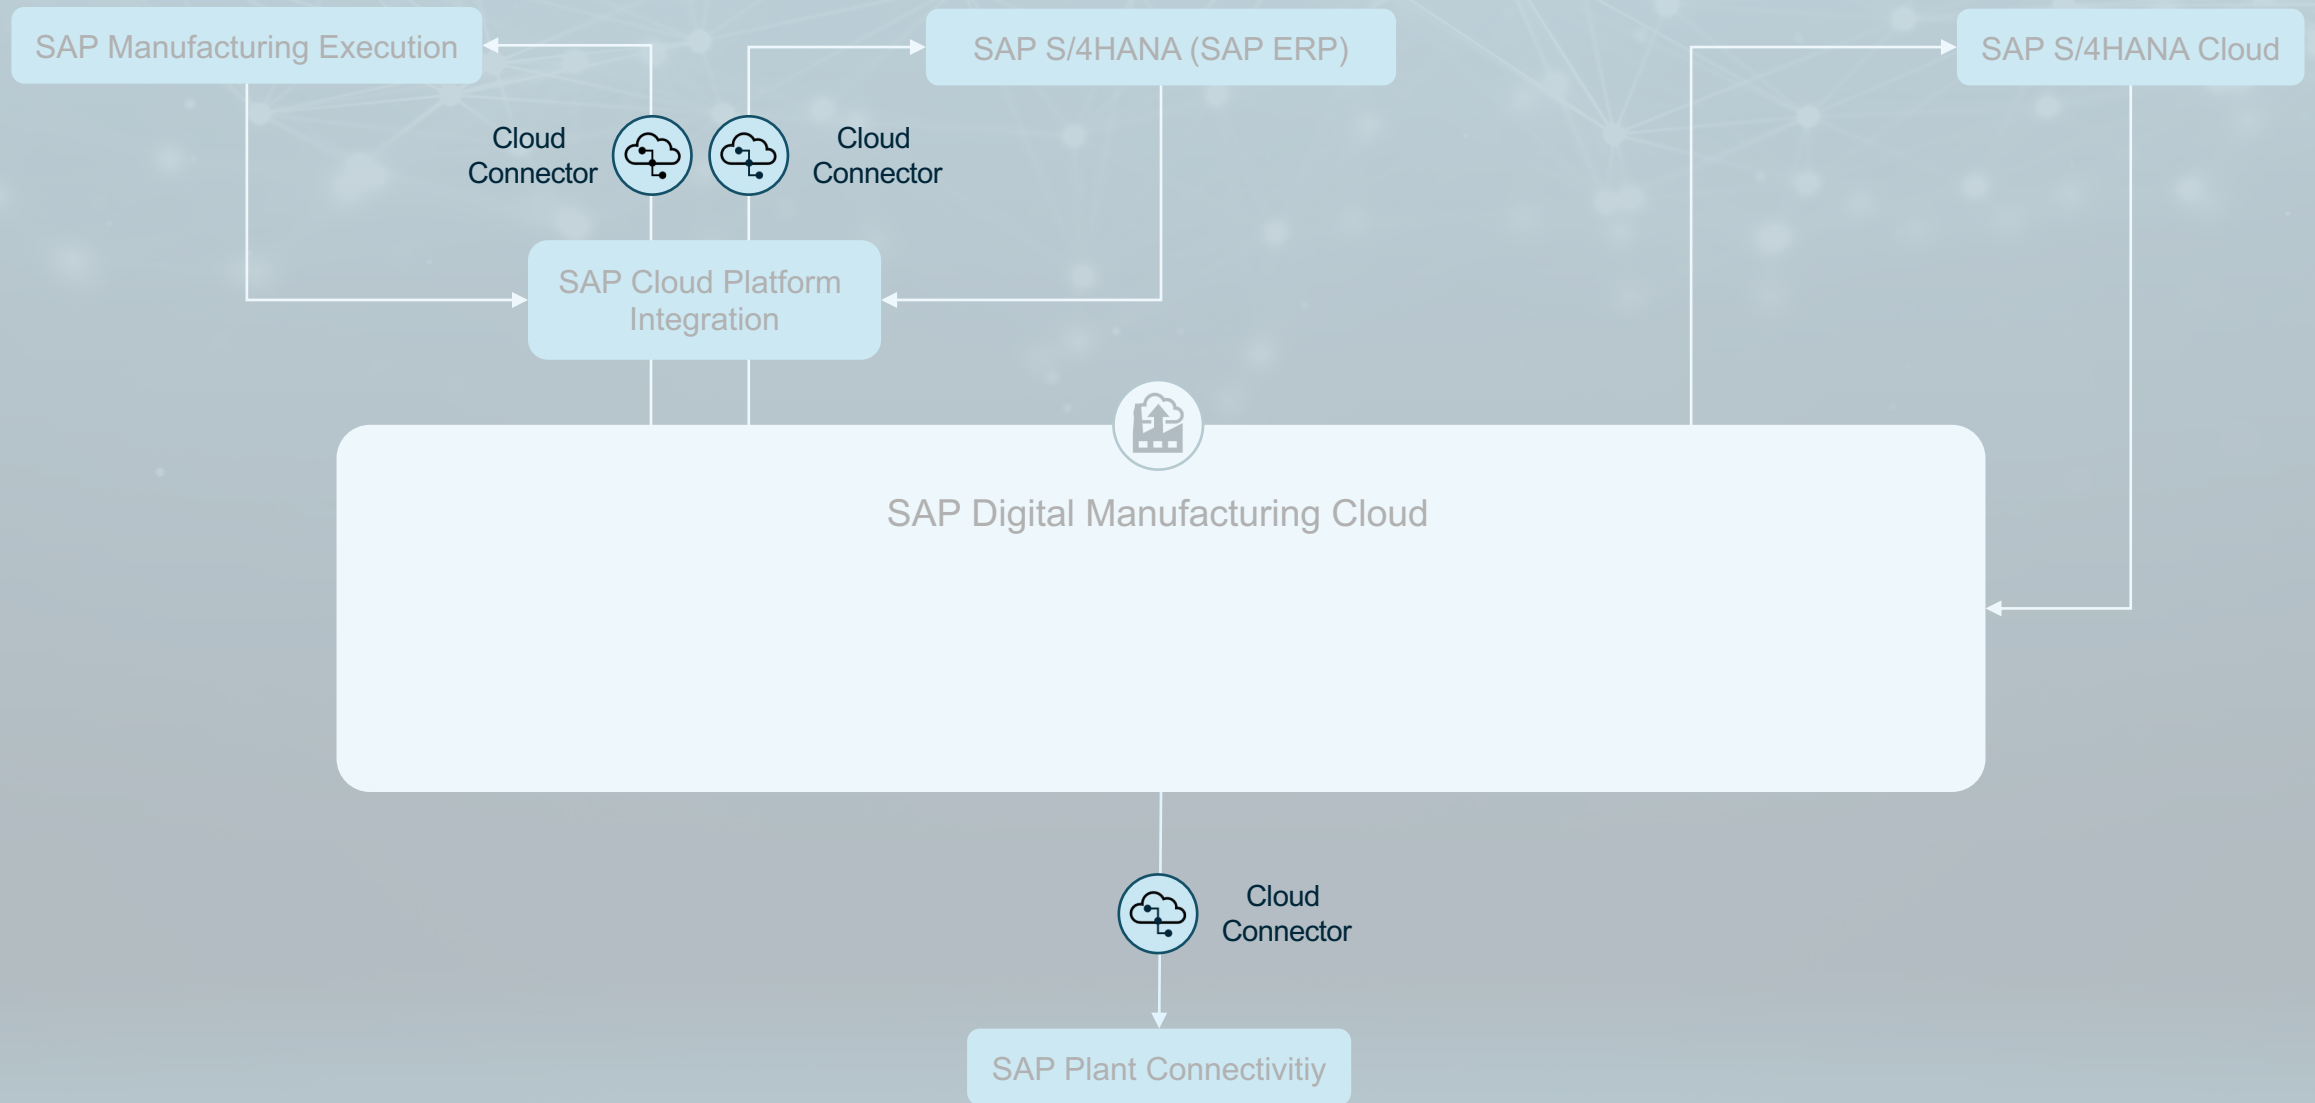 SAP Manufacturing Execution
SAP S/4HANA (SAP ERP)
SAP S/4HANA Cloud
Cloud
Connector
Cloud
Connector
SAP Cloud Platform
Integration
SAP Digital Manufacturing Cloud
Cloud
Connector
SAP Plant Connectivitiy